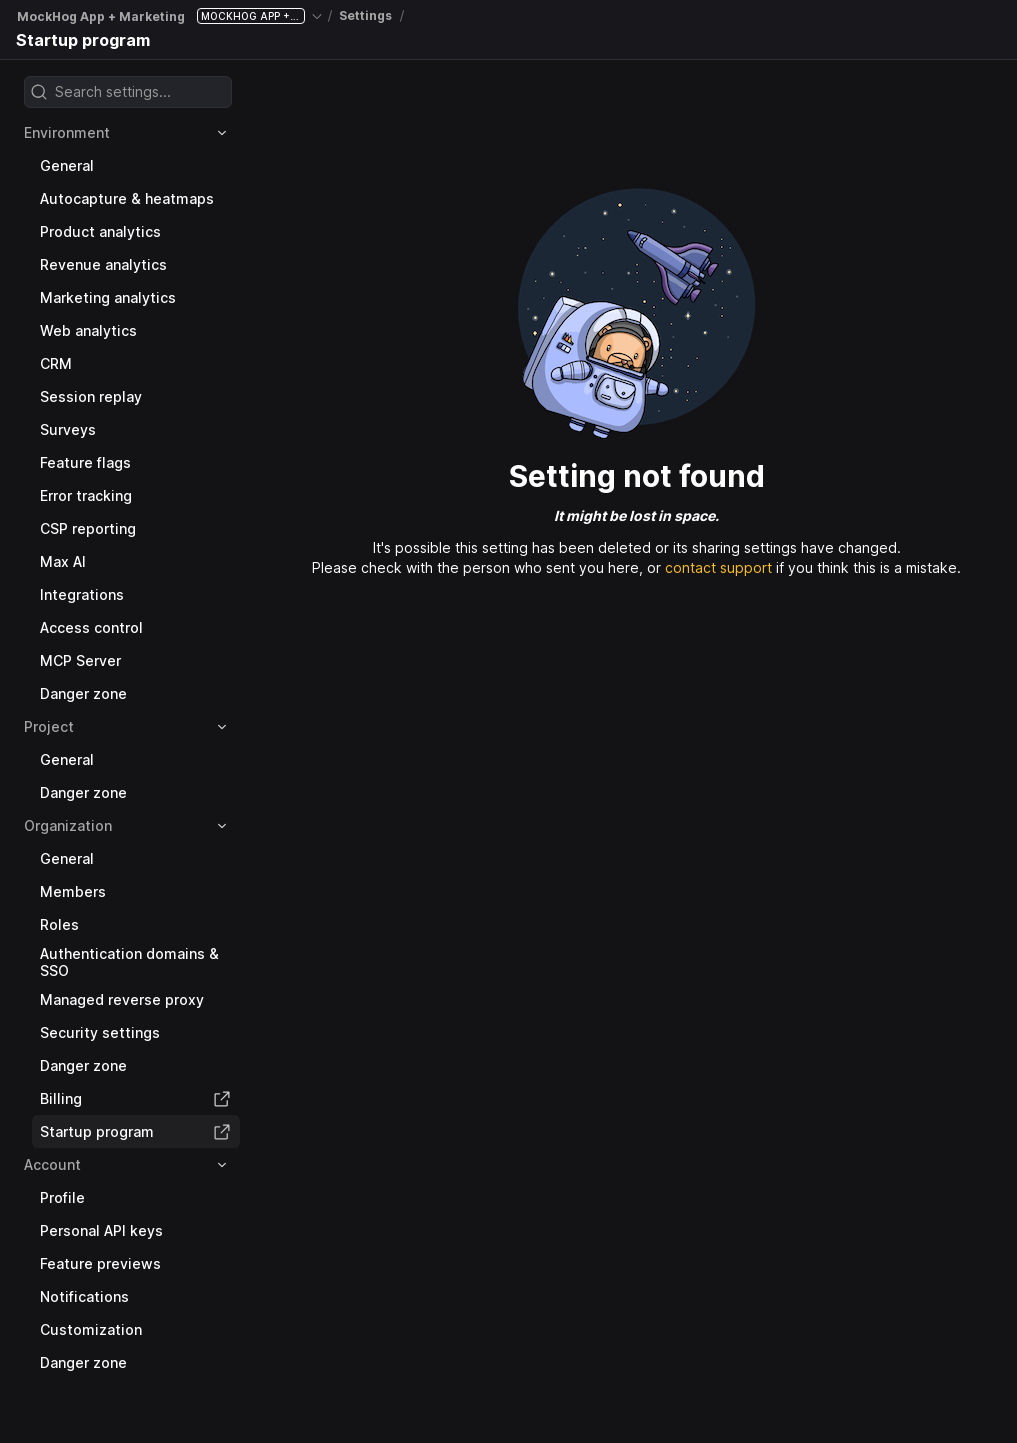 MockHog App + Marketing MOCKHOG APP +... / Settings /
Startup program
Search settings...
Environment
General
Autocapture & heatmaps
Product analytics
Revenue analytics
Marketing analytics
Web analytics
CRM
Session replay
Surveys
Feature flags
Error tracking
CSP reporting
Max AI
Integrations
Access control
MCP Server
Danger zone
Project
General
Danger zone
Organization
General
Members
Roles
Authentication domains &
SSO
Managed reverse proxy
Security settings
Danger zone
Billing
Startup program
Account
Profile
Personal API keys
Feature previews
Notifications
Customization
Danger zone
Setting not found
It might be lost in space.
It's possible this setting has been deleted or its sharing settings have changed.
Please check with the person who sent you here, or contact support if you think this is a mistake.